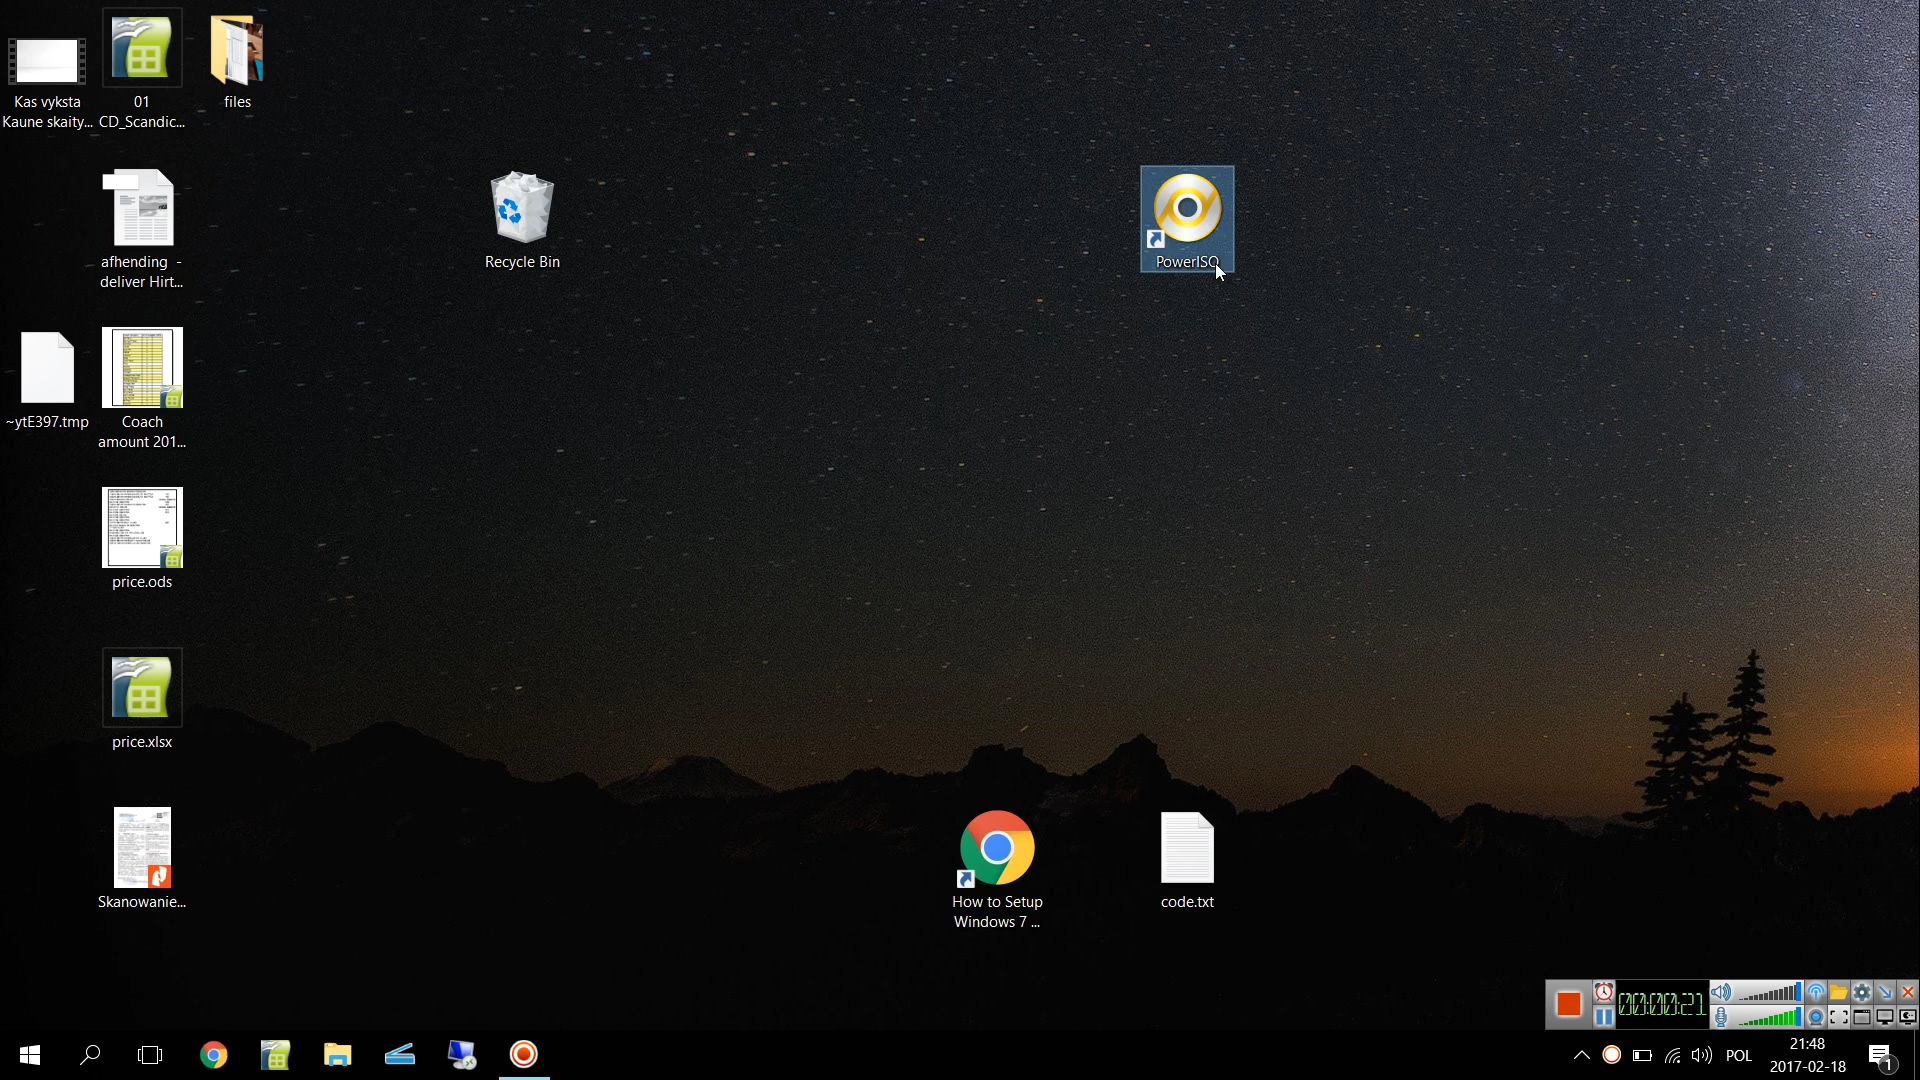 Kas vyksta
Kaune skaity...
01
CD_Scandic...
files
afhending -
deliver Hirt...
Recycle Bin
PowerISO
~ytE397.tmp
Coach
amount 201...
price.ods
price.xlsx
Skanowanie...
How to Setup
Windows 7 ...
code.txt
00:00:21
POL
21:48
2017-02-18
1